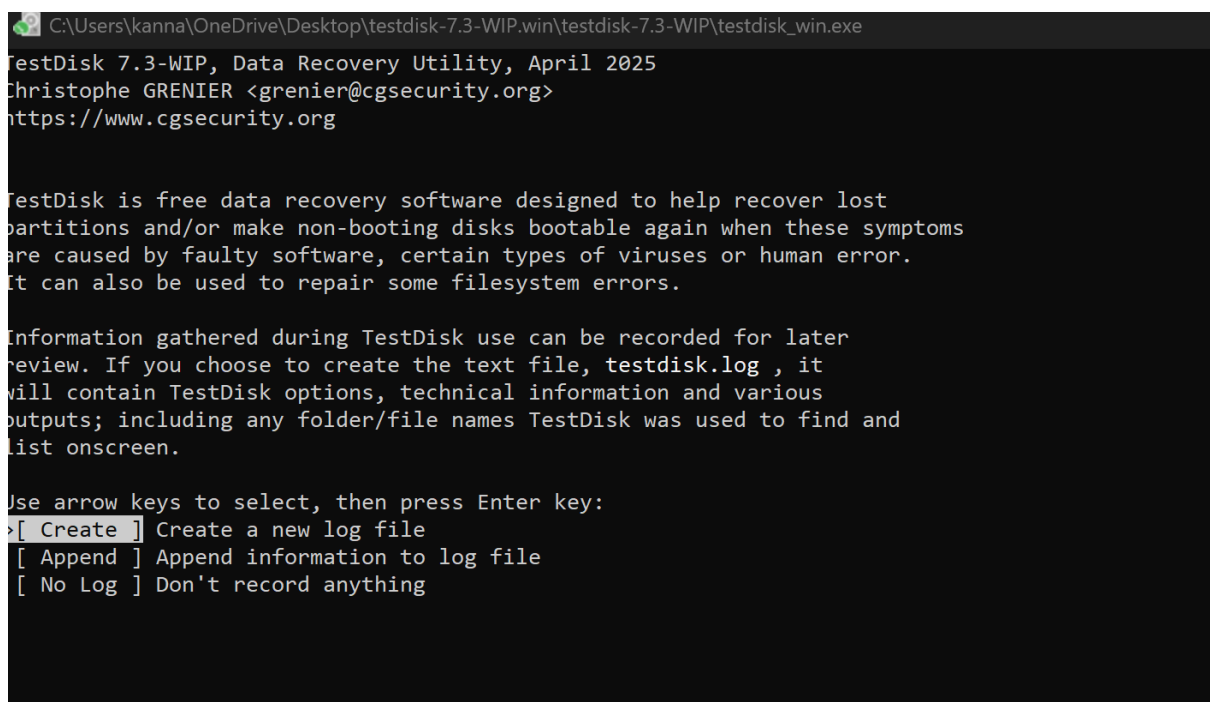 C:\Users\kanna\OneDrive\Desktop\testdisk-7.3-WIP.win\testdisk-7.3-WIP\testdisk_win.exe
TestDisk 7.3-WIP, Data Recovery Utility, April 2025
Christophe GRENIER <grenier@cgsecurity.org>
https://www.cgsecurity.org
TestDisk is free data recovery software designed to help recover lost
partitions and/or make non-booting disks bootable again when these symptoms
are caused by faulty software, certain types of viruses or human error.
It can also be used to repair some filesystem errors.
Information gathered during TestDisk use can be recorded for later
review. If you choose to create the text file, testdisk.log , it
will contain TestDisk options, technical information and various
outputs; including any folder/file names TestDisk was used to find and
list onscreen.
Use arrow keys to select, then press Enter key:
>[ Create ] Create a new log file
[ Append ] Append information to log file
[ No Log ] Don't record anything